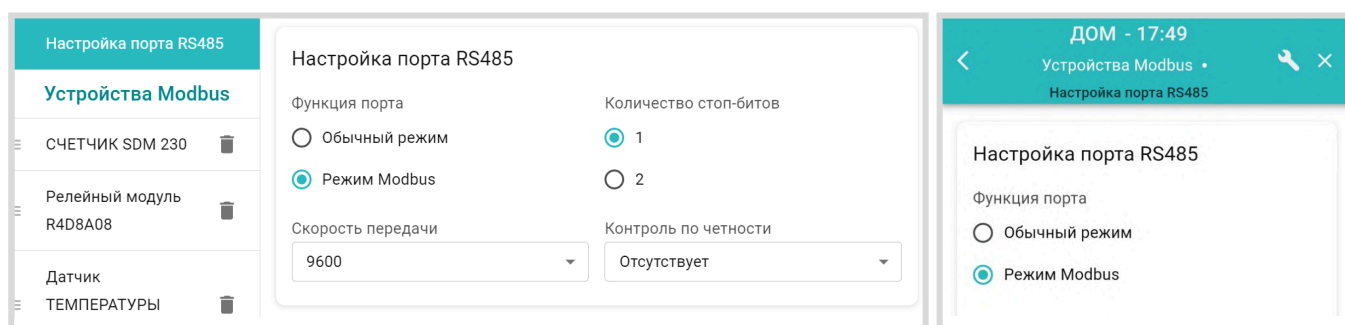 Настройка порта RS485
Устройства Modbus
СЧЕТЧИК SDM 230
Релейный модуль
R4D8A08
Датчик
ТЕМПЕРАТУРЫ
Настройка порта RS485
Функция порта
Обычный режим
Режим Modbus
Количество стоп-битов
1
2
Скорость передачи
9600
Контроль по четности
Отсутствует
ДОМ - 17:49
Устройства Modbus •
Настройка порта RS485
Настройка порта RS485
Функция порта
Обычный режим
Режим Modbus